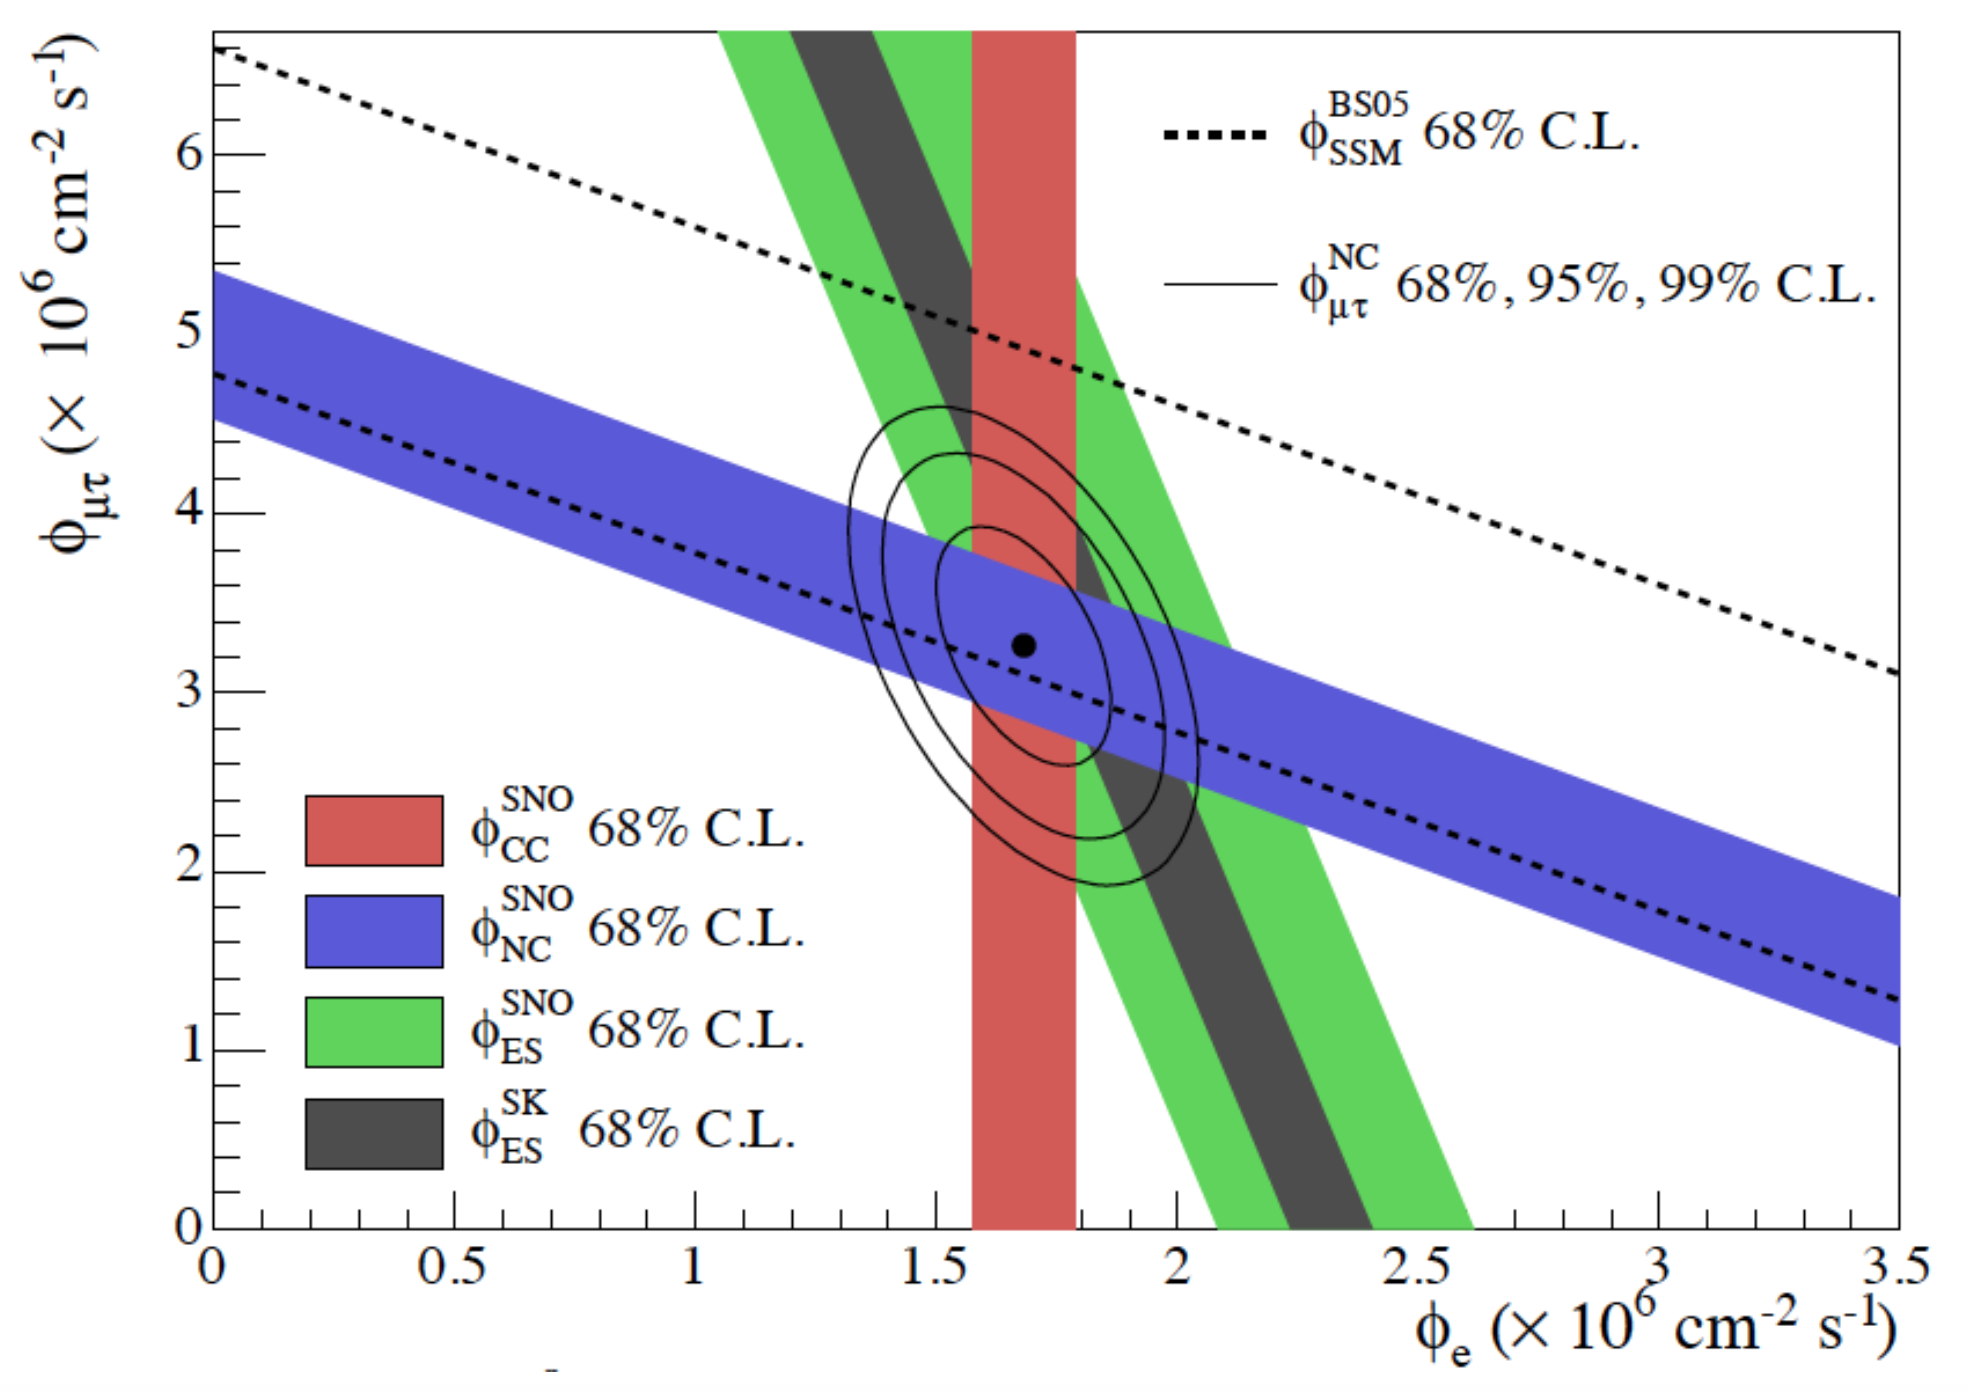 ϕ_μτ (× 10^6 cm^-2 s^-1)
6
5
4
3
2
1
0
ϕ_SSM^BS05 68% C.L.
ϕ_μτ^NC 68%, 95%, 99% C.L.
ϕ_CC^SNO 68% C.L.
ϕ_NC^SNO 68% C.L.
ϕ_ES^SNO 68% C.L.
ϕ_ES^SK 68% C.L.
0 0.5 1 1.5 2 2.5 3 3.5
ϕ_e (× 10^6 cm^-2 s^-1)